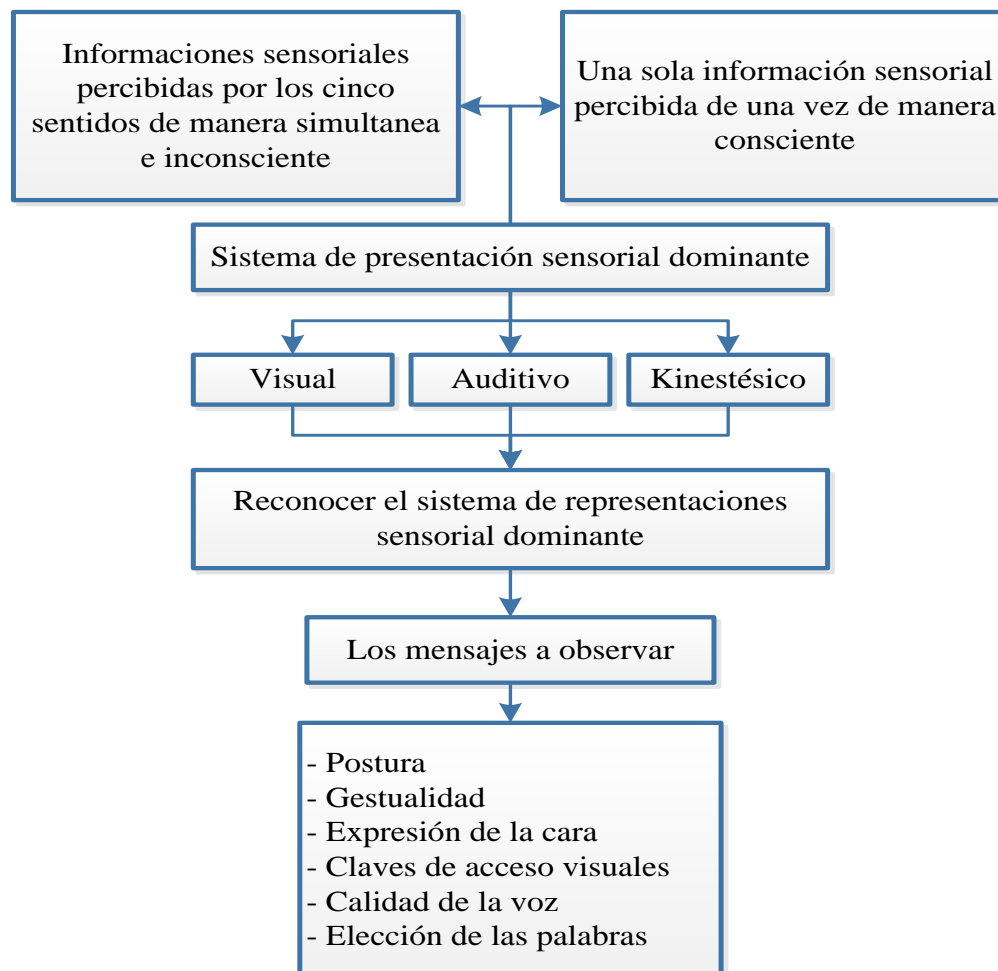 Informaciones sensoriales
percibidas por los cinco
sentidos de manera simultanea
e inconsciente
Una sola información sensorial
percibida de una vez de manera
consciente
Sistema de presentación sensorial dominante
Visual
Auditivo
Kinestésico
Reconocer el sistema de representaciones
sensorial dominante
Los mensajes a observar
- Postura
- Gestualidad
- Expresión de la cara
- Claves de acceso visuales
- Calidad de la voz
- Elección de las palabras